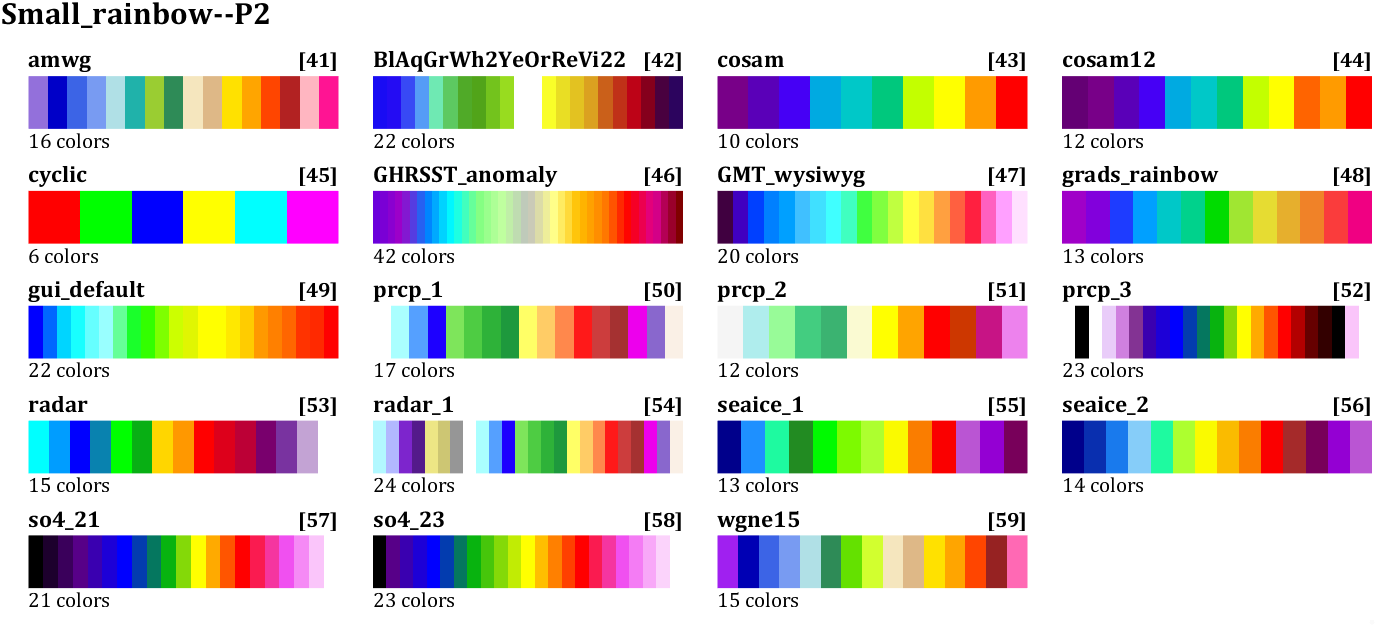 Small_rainbow--P2
amwg [41] BlAqGrWh2YeOrReVi22 [42] cosam [43] cosam12 [44]
16 colors 22 colors 10 colors 12 colors
cyclic [45] GHRSST_anomaly [46] GMT_wysiwyg [47] grads_rainbow [48]
6 colors 42 colors 20 colors 13 colors
gui_default [49] prcp_1 [50] prcp_2 [51] prcp_3 [52]
22 colors 17 colors 12 colors 23 colors
radar [53] radar_1 [54] seaice_1 [55] seaice_2 [56]
15 colors 24 colors 13 colors 14 colors
so4_21 [57] so4_23 [58] wgne15 [59]
21 colors 23 colors 15 colors